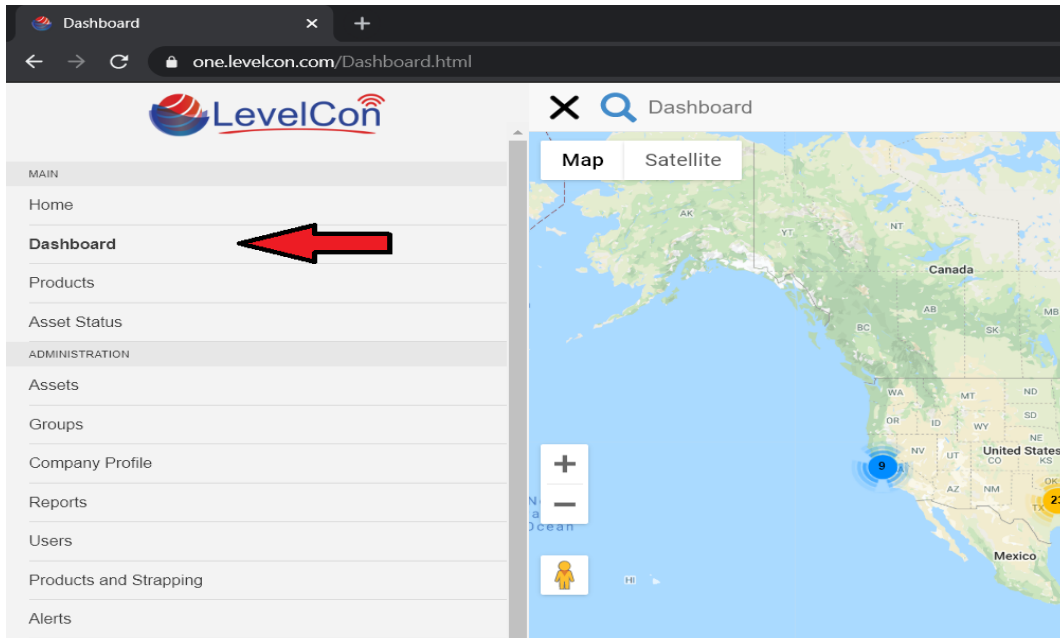 Dashboard
one.levelcon.com/Dashboard.html
LevelCon
MAIN
Home
Dashboard
Products
Asset Status
ADMINISTRATION
Assets
Groups
Company Profile
Reports
Users
Products and Strapping
Alerts
Dashboard
Map Satellite
AK
YT
NT
Canada
AB
MB
BC
SK
WA
MT
ND
OR
ID
SD
WY
NE
NV
UT
United States
CO
KS
9
AZ
NM
OK
TX
Ocean
Mexico
HI